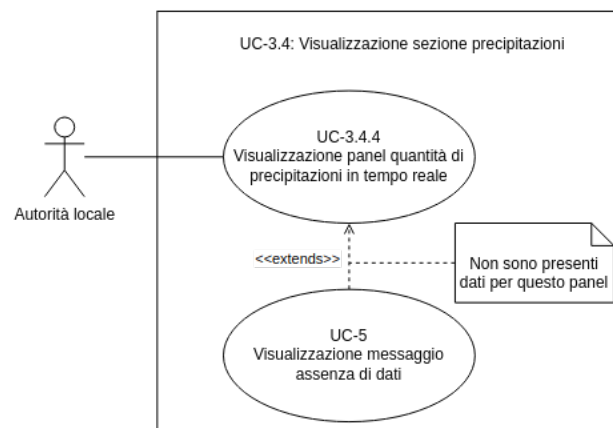 UC-3.4: Visualizzazione sezione precipitazioni
UC-3.4.4
Visualizzazione panel quantità di
precipitazioni in tempo reale
Autorità locale
<<extends>>
Non sono presenti
dati per questo panel
UC-5
Visualizzazione messaggio
assenza di dati